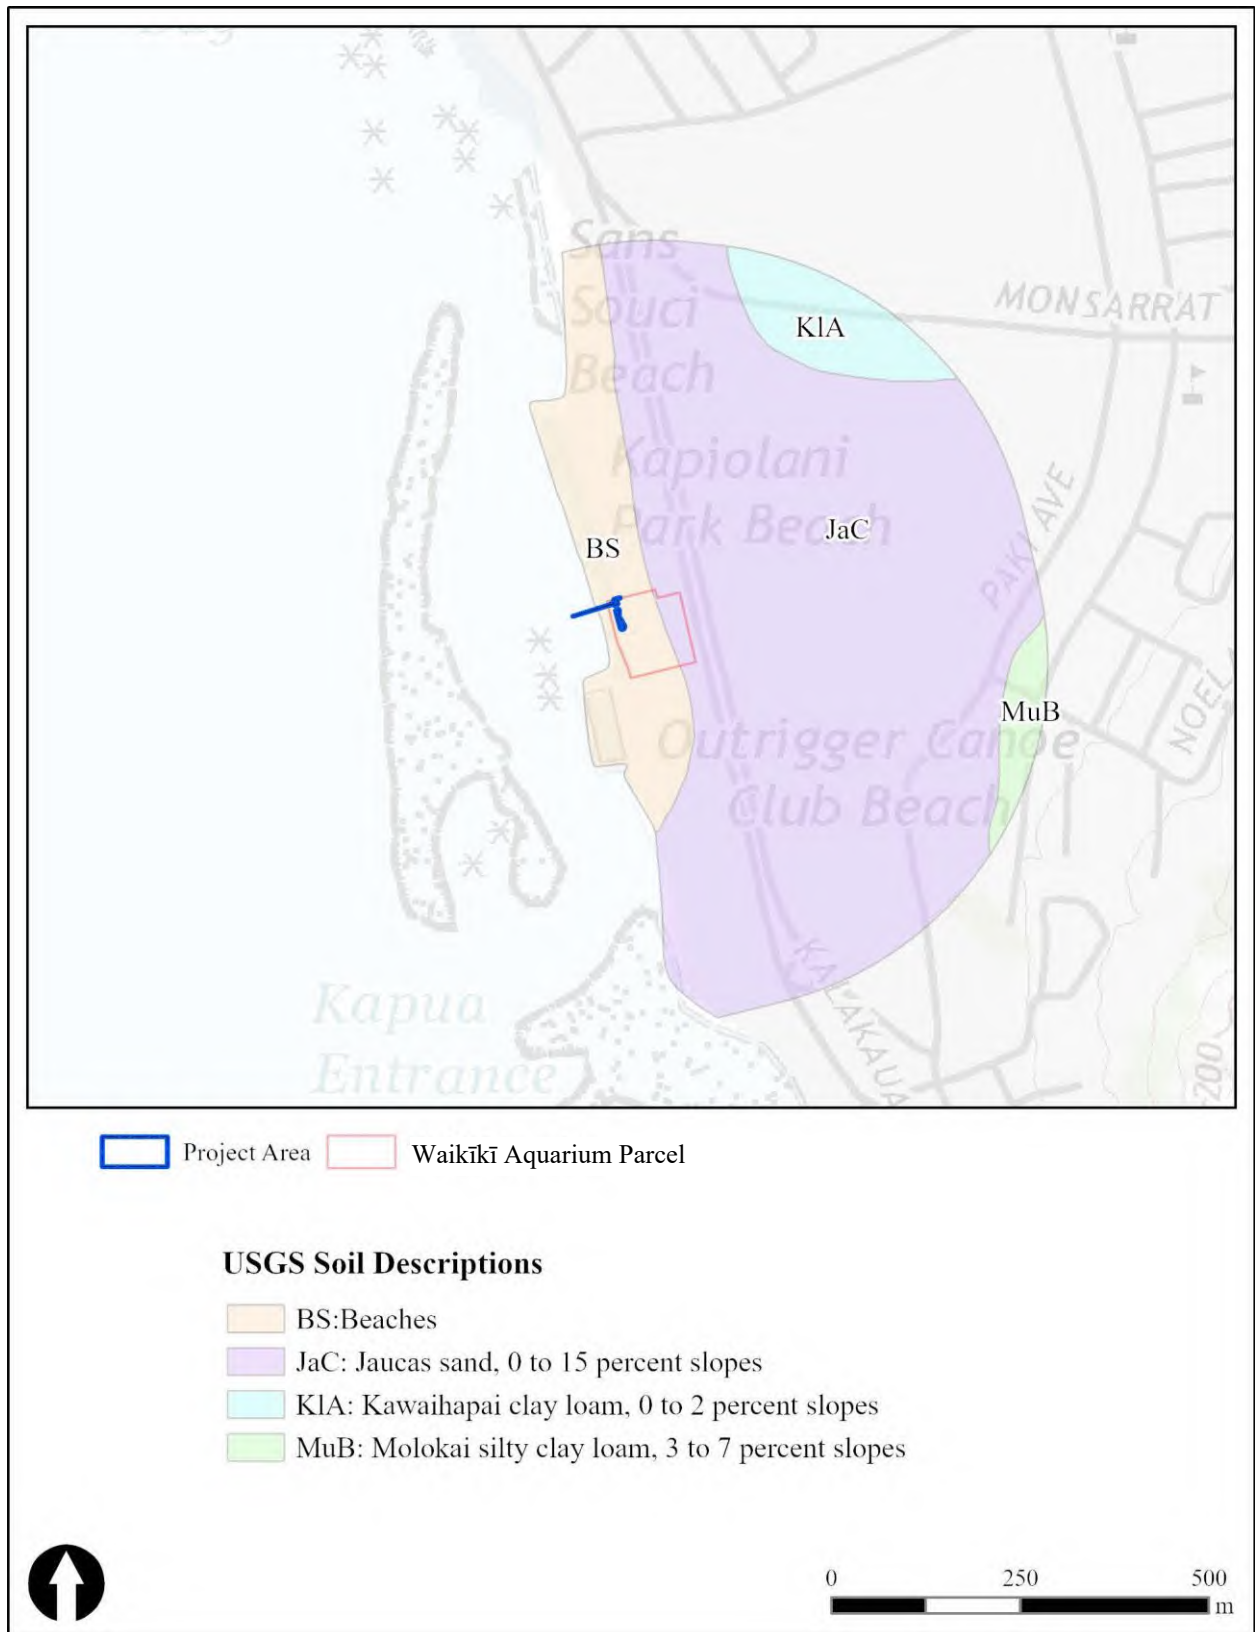 Sans
Souci
Beach
MONSARRAT
KlA
Kapiolani
Park Beach
JaC
BS
PAKI AVE
MuB
NOELA
Outrigger Canoe
Club Beach
KALAKAUA
Kapua
Entrance
200
Project Area
Waikīkī Aquarium Parcel
USGS Soil Descriptions
BS:Beaches
JaC: Jaucas sand, 0 to 15 percent slopes
KlA: Kawaihapai clay loam, 0 to 2 percent slopes
MuB: Molokai silty clay loam, 3 to 7 percent slopes
0 250 500
m